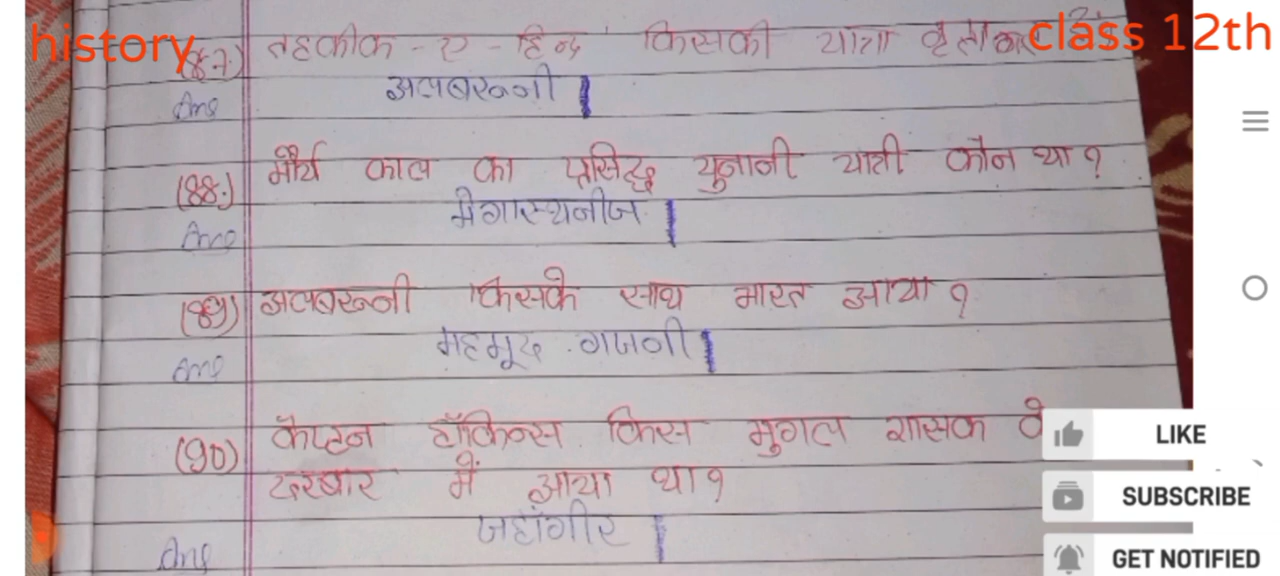 history
class 12th
(87.) तहकीक - ए - हिन्द किसकी यात्रा
Ans अलबरूनी |
(88.) मौर्य काल का प्रसिद्ध युनानी यात्री कौन था ?
Ans मेगास्थनीज |
(89) अलबरूनी किसके साथ भारत आया ?
Ans महमूद गजनी |
(90) कैप्टन हॉकिन्स किस मुगल शासक के
दरबार में आया था ?
Ans जहांगीर |
LIKE
SUBSCRIBE
GET NOTIFIED